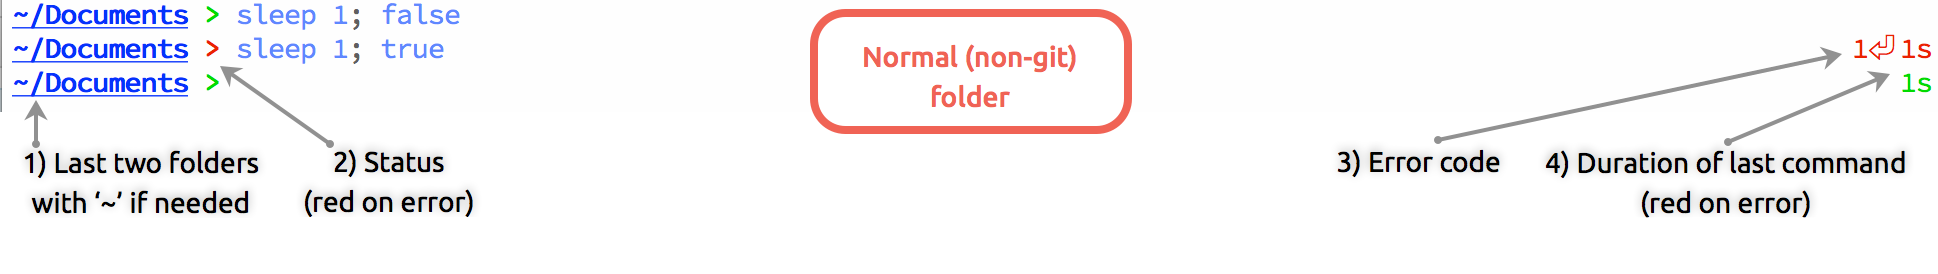 ~/Documents > sleep 1; false
~/Documents > sleep 1; true
1⏎ 1s
~/Documents >
1s
Normal (non-git)
folder
1) Last two folders
with ‘~’ if needed
2) Status
(red on error)
3) Error code
4) Duration of last command
(red on error)